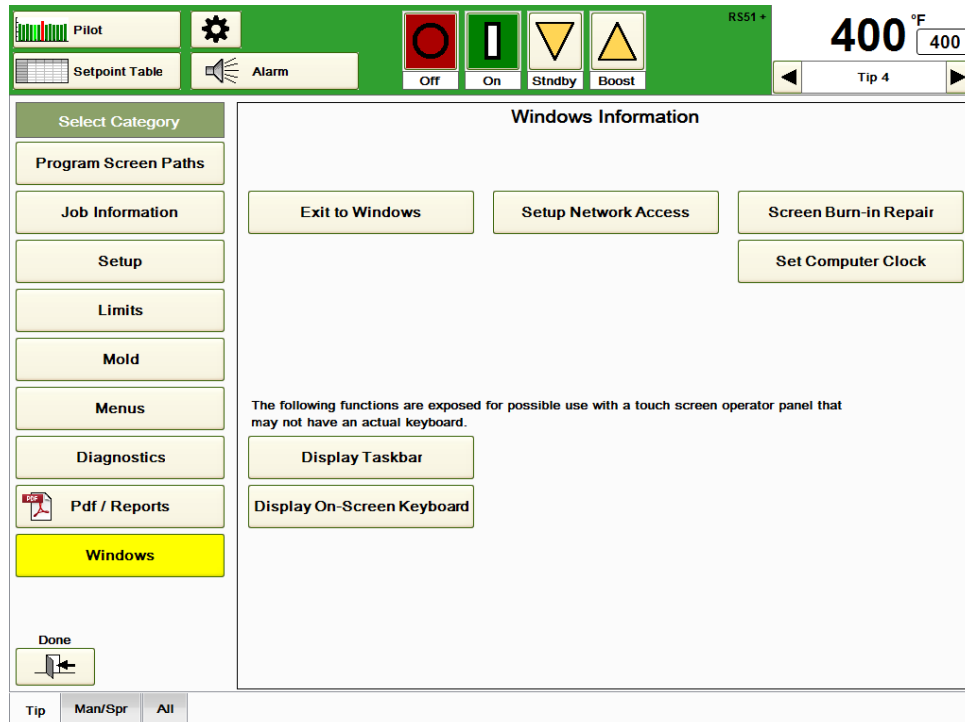 Pilot
Setpoint Table
Alarm
Off
On
Stndby
Boost
RS51 +
400 °F
400
Tip 4
Select Category
Program Screen Paths
Job Information
Setup
Limits
Mold
Menus
Diagnostics
PDF
Pdf / Reports
Windows
Done
Windows Information
Exit to Windows
Setup Network Access
Screen Burn-in Repair
Set Computer Clock
The following functions are exposed for possible use with a touch screen operator panel that
may not have an actual keyboard.
Display Taskbar
Display On-Screen Keyboard
Tip
Man/Spr
All